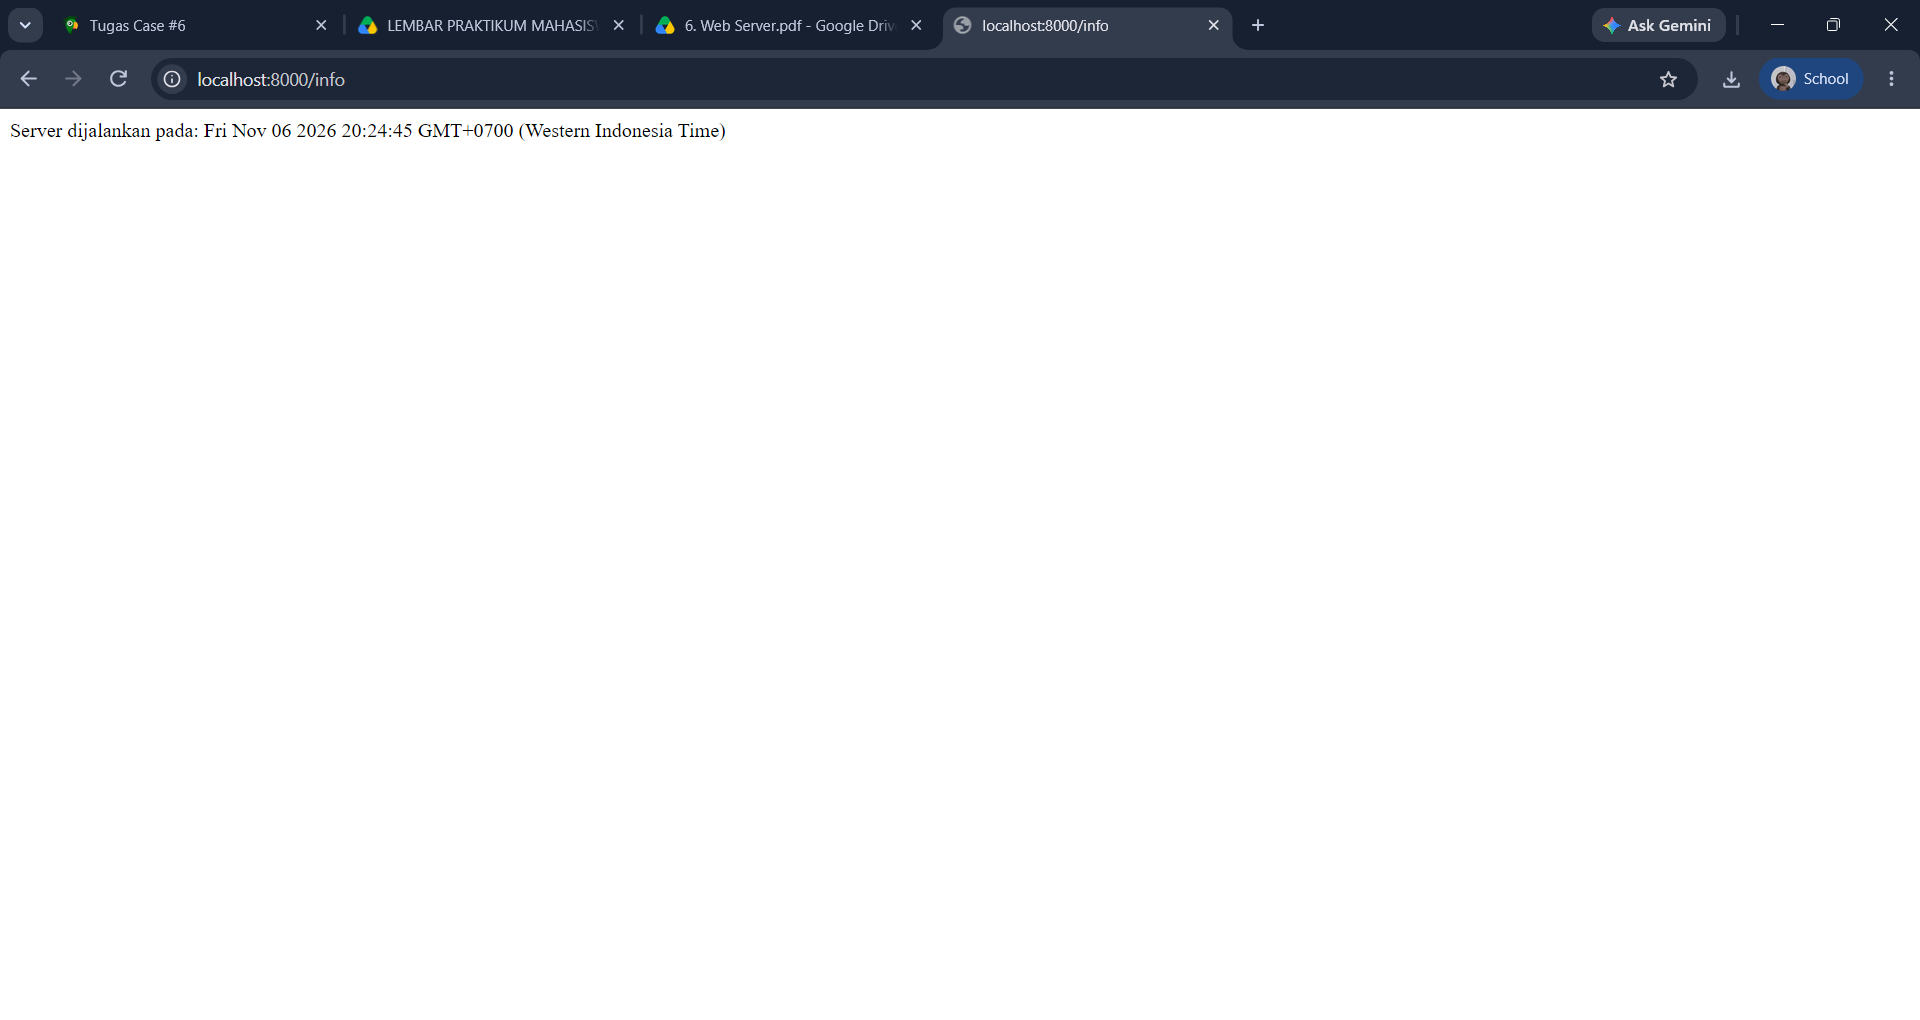 Tugas Case #6
LEMBAR PRAKTIKUM MAHASIS
6. Web Server.pdf - Google Driv
localhost:8000/info
Ask Gemini
localhost:8000/info
School
Server dijalankan pada: Fri Nov 06 2026 20:24:45 GMT+0700 (Western Indonesia Time)